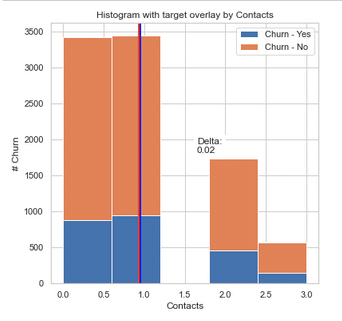 Histogram with target overlay by Contacts
Churn - Yes
Churn - No
3500
3000
2500
2000
1500
1000
500
0
# Churn
Delta:
0.02
0.0 0.5 1.0 1.5 2.0 2.5 3.0
Contacts